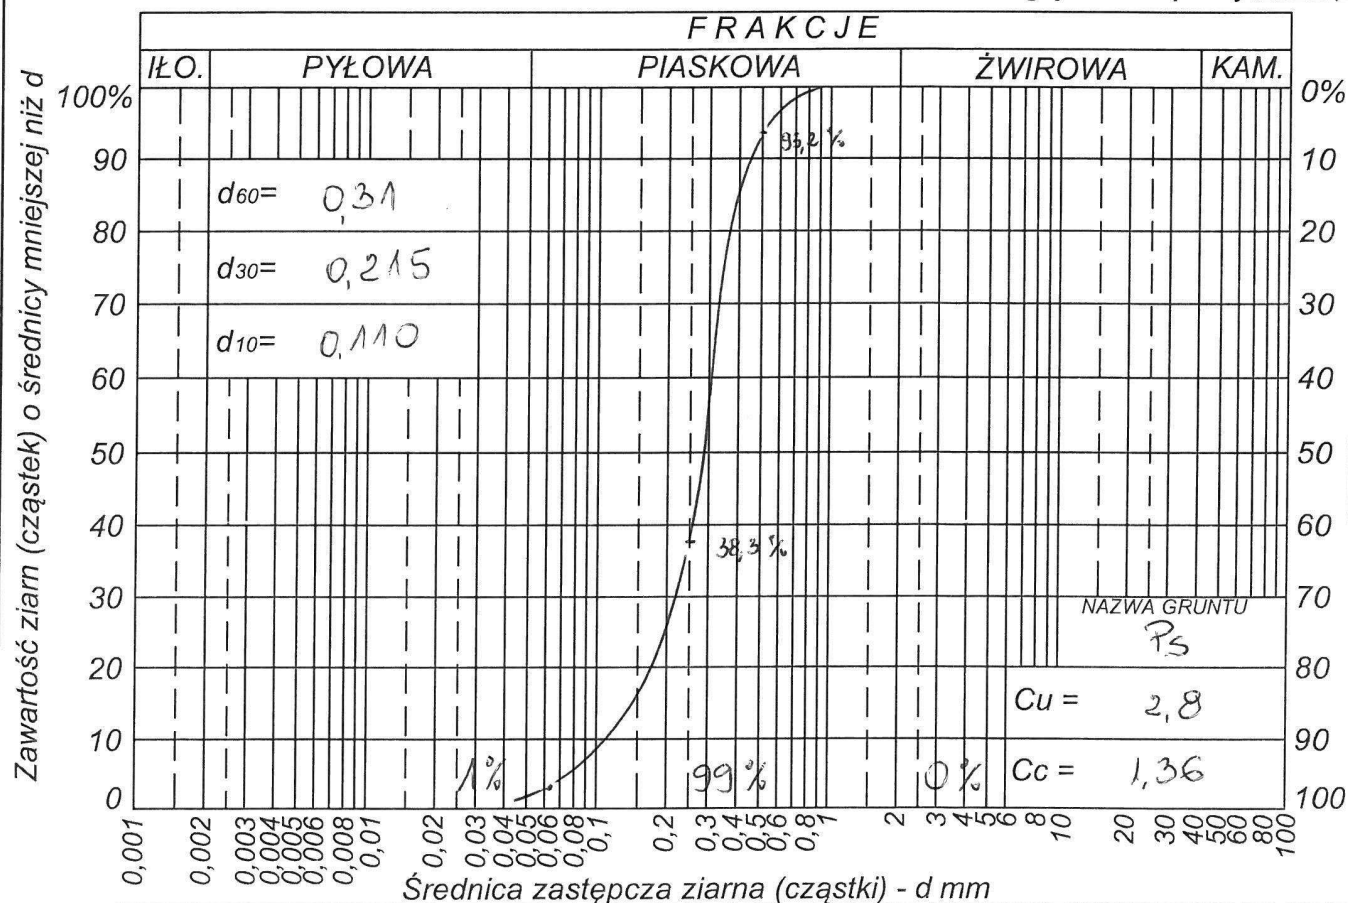 FRAKCJE
IŁO. PYŁOWA PIASKOWA ŻWIROWA KAM.
Zawartość ziarn (cząstek) o średnicy mniejszej niż d
100% 0%
90 10
80 20
70 30
60 40
50 50
40 60
30 70
20 80
10 90
0 100
d60= 0,31
d30= 0,215
d10= 0,110
93,2 %
38,3 %
NAZWA GRUNTU
Ps
Cu = 2,8
Cc = 1,36
1% 99% 0%
0,001 0,002 0,003 0,004 0,005 0,006 0,008 0,01 0,02 0,03 0,04 0,05 0,06 0,08 0,1 0,2 0,3 0,4 0,5 0,6 0,8 1 2 3 4 5 6 8 10 20 30 40 50 60 80 100
Średnica zastępcza ziarna (cząstki) - d mm